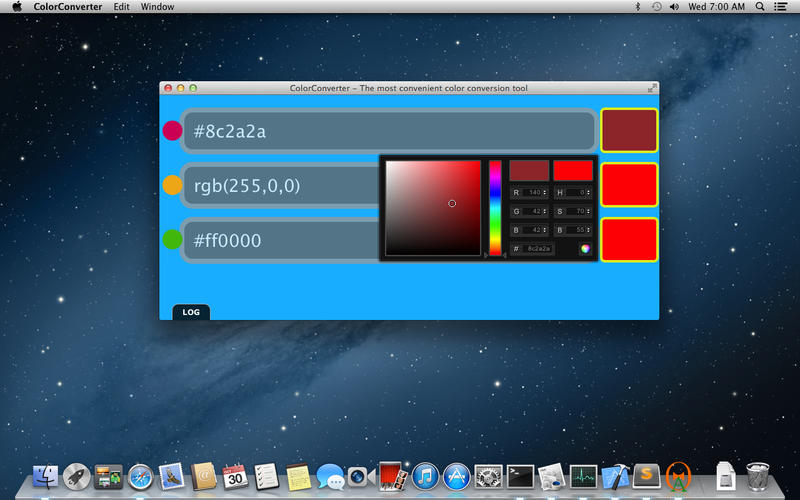 ColorConverter Edit Window Wed 7:00 AM
ColorConverter – The most convenient color conversion tool
#8c2a2a
rgb(255,0,0)
#ff0000
R 140 H 0
G 42 S 70
B 42 B 55
# 8c2a2a
LOG
OCT
30